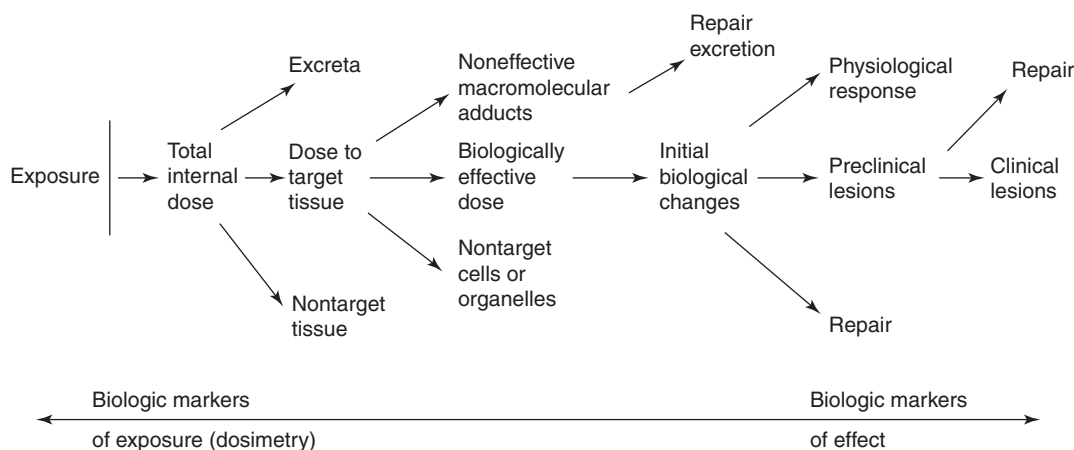 Excreta
Noneffective
macromolecular
adducts
Repair
excretion
Physiological
response
Repair
Exposure
Total
internal
dose
Dose to
target
tissue
Biologically
effective
dose
Initial
biological
changes
Preclinical
lesions
Clinical
lesions
Nontarget
tissue
Nontarget
cells or
organelles
Repair
Biologic markers
of exposure (dosimetry)
Biologic markers
of effect